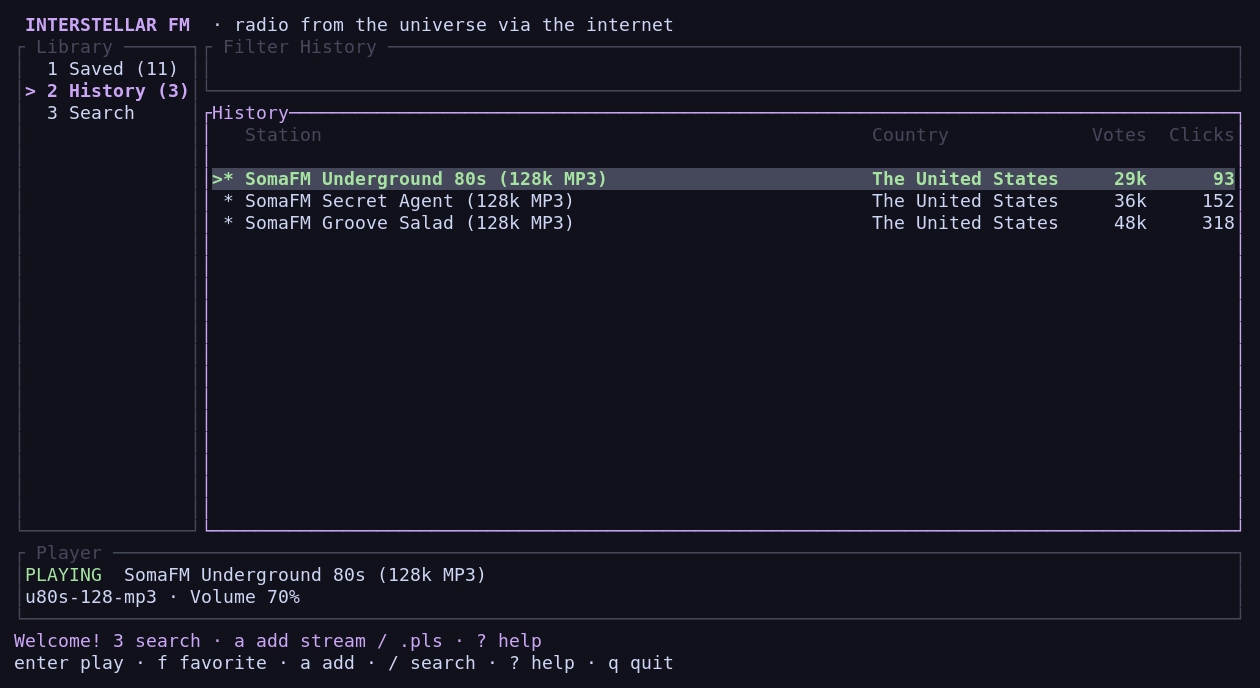 INTERSTELLAR FM · radio from the universe via the internet
Library
1 Saved (11)
> 2 History (3)
3 Search
Filter History
History
Station Country Votes Clicks
>* SomaFM Underground 80s (128k MP3) The United States 29k 93
* SomaFM Secret Agent (128k MP3) The United States 36k 152
* SomaFM Groove Salad (128k MP3) The United States 48k 318
Player
PLAYING SomaFM Underground 80s (128k MP3)
u80s-128-mp3 · Volume 70%
Welcome! 3 search · a add stream / .pls · ? help
enter play · f favorite · a add · / search · ? help · q quit